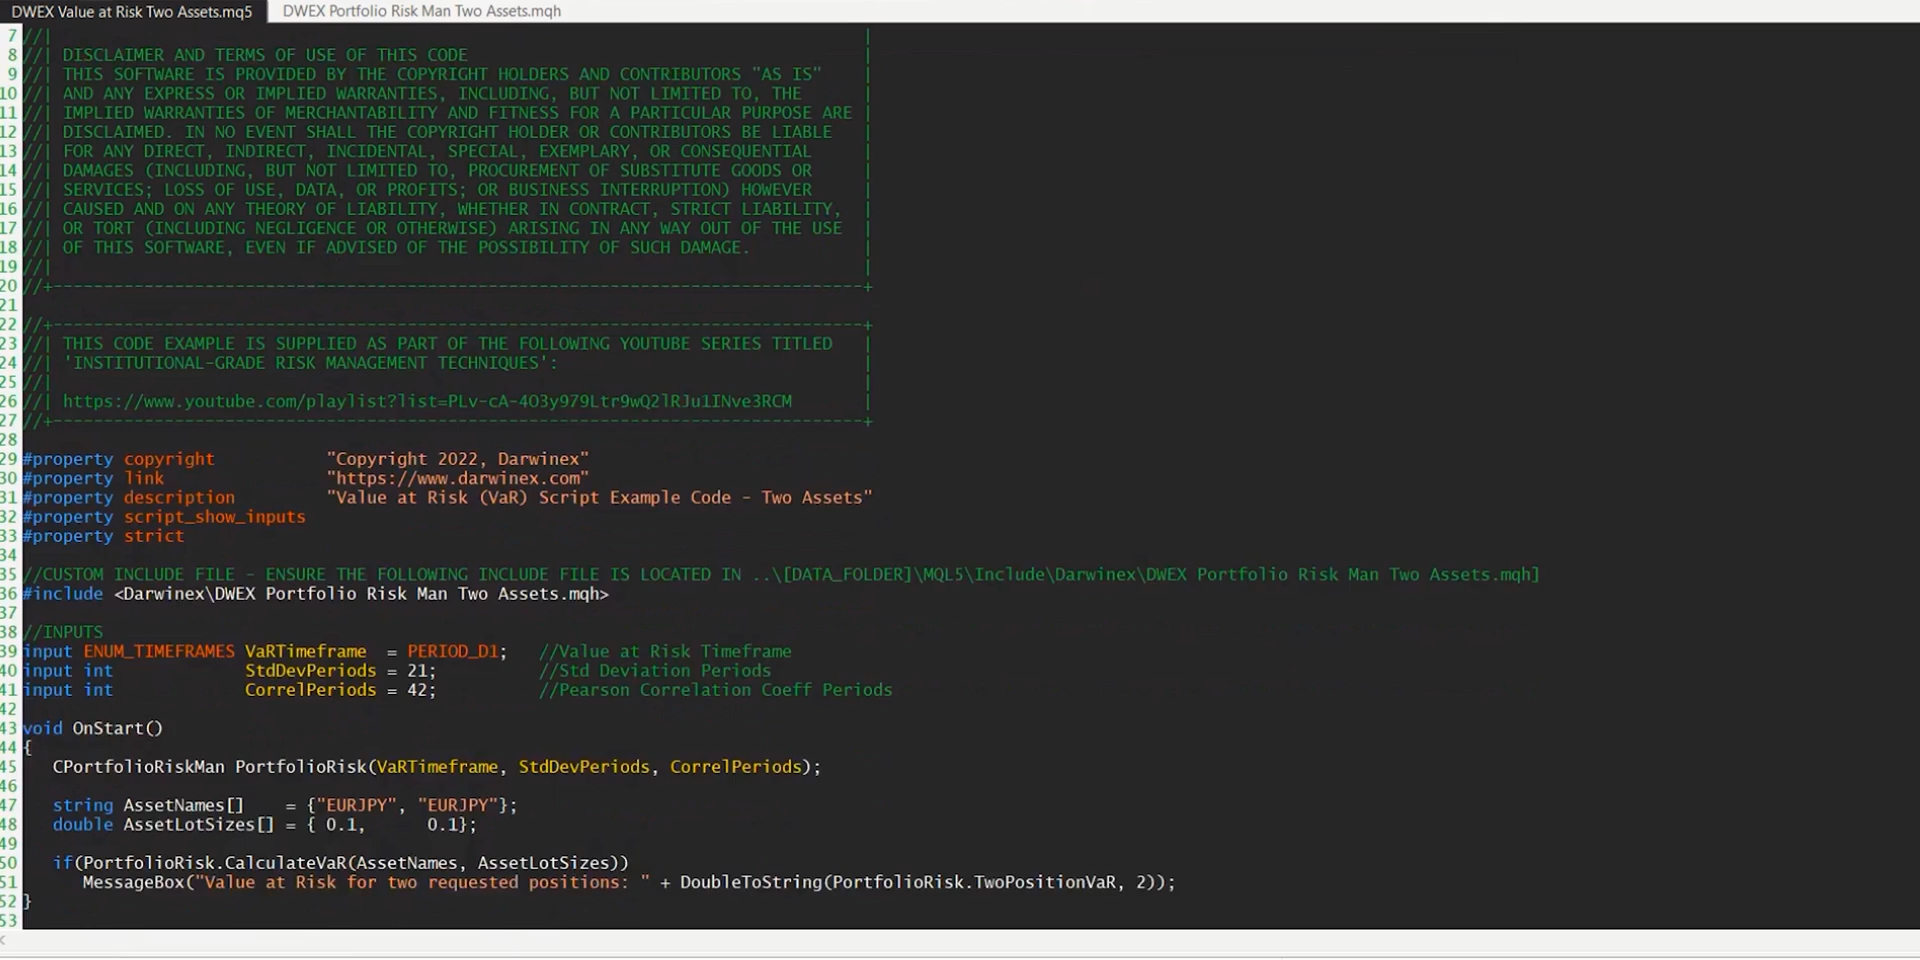 DWEX Value at Risk Two Assets.mq5 DWEX Portfolio Risk Man Two Assets.mqh
7 //| |
8 //| DISCLAIMER AND TERMS OF USE OF THIS CODE |
9 //| THIS SOFTWARE IS PROVIDED BY THE COPYRIGHT HOLDERS AND CONTRIBUTORS "AS IS" |
10 //| AND ANY EXPRESS OR IMPLIED WARRANTIES, INCLUDING, BUT NOT LIMITED TO, THE |
11 //| IMPLIED WARRANTIES OF MERCHANTABILITY AND FITNESS FOR A PARTICULAR PURPOSE ARE |
12 //| DISCLAIMED. IN NO EVENT SHALL THE COPYRIGHT HOLDER OR CONTRIBUTORS BE LIABLE |
13 //| FOR ANY DIRECT, INDIRECT, INCIDENTAL, SPECIAL, EXEMPLARY, OR CONSEQUENTIAL |
14 //| DAMAGES (INCLUDING, BUT NOT LIMITED TO, PROCUREMENT OF SUBSTITUTE GOODS OR |
15 //| SERVICES; LOSS OF USE, DATA, OR PROFITS; OR BUSINESS INTERRUPTION) HOWEVER |
16 //| CAUSED AND ON ANY THEORY OF LIABILITY, WHETHER IN CONTRACT, STRICT LIABILITY, |
17 //| OR TORT (INCLUDING NEGLIGENCE OR OTHERWISE) ARISING IN ANY WAY OUT OF THE USE |
18 //| OF THIS SOFTWARE, EVEN IF ADVISED OF THE POSSIBILITY OF SUCH DAMAGE. |
19 //| |
20 //+--------------------------------------------------------------------------------+
21
22 //+--------------------------------------------------------------------------------+
23 //| THIS CODE EXAMPLE IS SUPPLIED AS PART OF THE FOLLOWING YOUTUBE SERIES TITLED |
24 //| 'INSTITUTIONAL-GRADE RISK MANAGEMENT TECHNIQUES': |
25 //| |
26 //| https://www.youtube.com/playlist?list=PLv-cA-4O3y979Ltr9wQ2lRJu1INve3RCM |
27 //+--------------------------------------------------------------------------------+
28
29 #property copyright "Copyright 2022, Darwinex"
30 #property link "https://www.darwinex.com"
31 #property description "Value at Risk (VaR) Script Example Code - Two Assets"
32 #property script_show_inputs
33 #property strict
34
35 //CUSTOM INCLUDE FILE - ENSURE THE FOLLOWING INCLUDE FILE IS LOCATED IN ..\[DATA_FOLDER]\MQL5\Include\Darwinex\DWEX Portfolio Risk Man Two Assets.mqh]
36 #include <Darwinex\DWEX Portfolio Risk Man Two Assets.mqh>
37
38 //INPUTS
39 input ENUM_TIMEFRAMES VaRTimeframe = PERIOD_D1; //Value at Risk Timeframe
40 input int StdDevPeriods = 21; //Std Deviation Periods
41 input int CorrelPeriods = 42; //Pearson Correlation Coeff Periods
42
43 void OnStart()
44 {
45 CPortfolioRiskMan PortfolioRisk(VaRTimeframe, StdDevPeriods, CorrelPeriods);
46
47 string AssetNames[] = {"EURJPY", "EURJPY"};
48 double AssetLotSizes[] = { 0.1, 0.1};
49
50 if(PortfolioRisk.CalculateVaR(AssetNames, AssetLotSizes))
51 MessageBox("Value at Risk for two requested positions: " + DoubleToString(PortfolioRisk.TwoPositionVaR, 2));
52 }
53